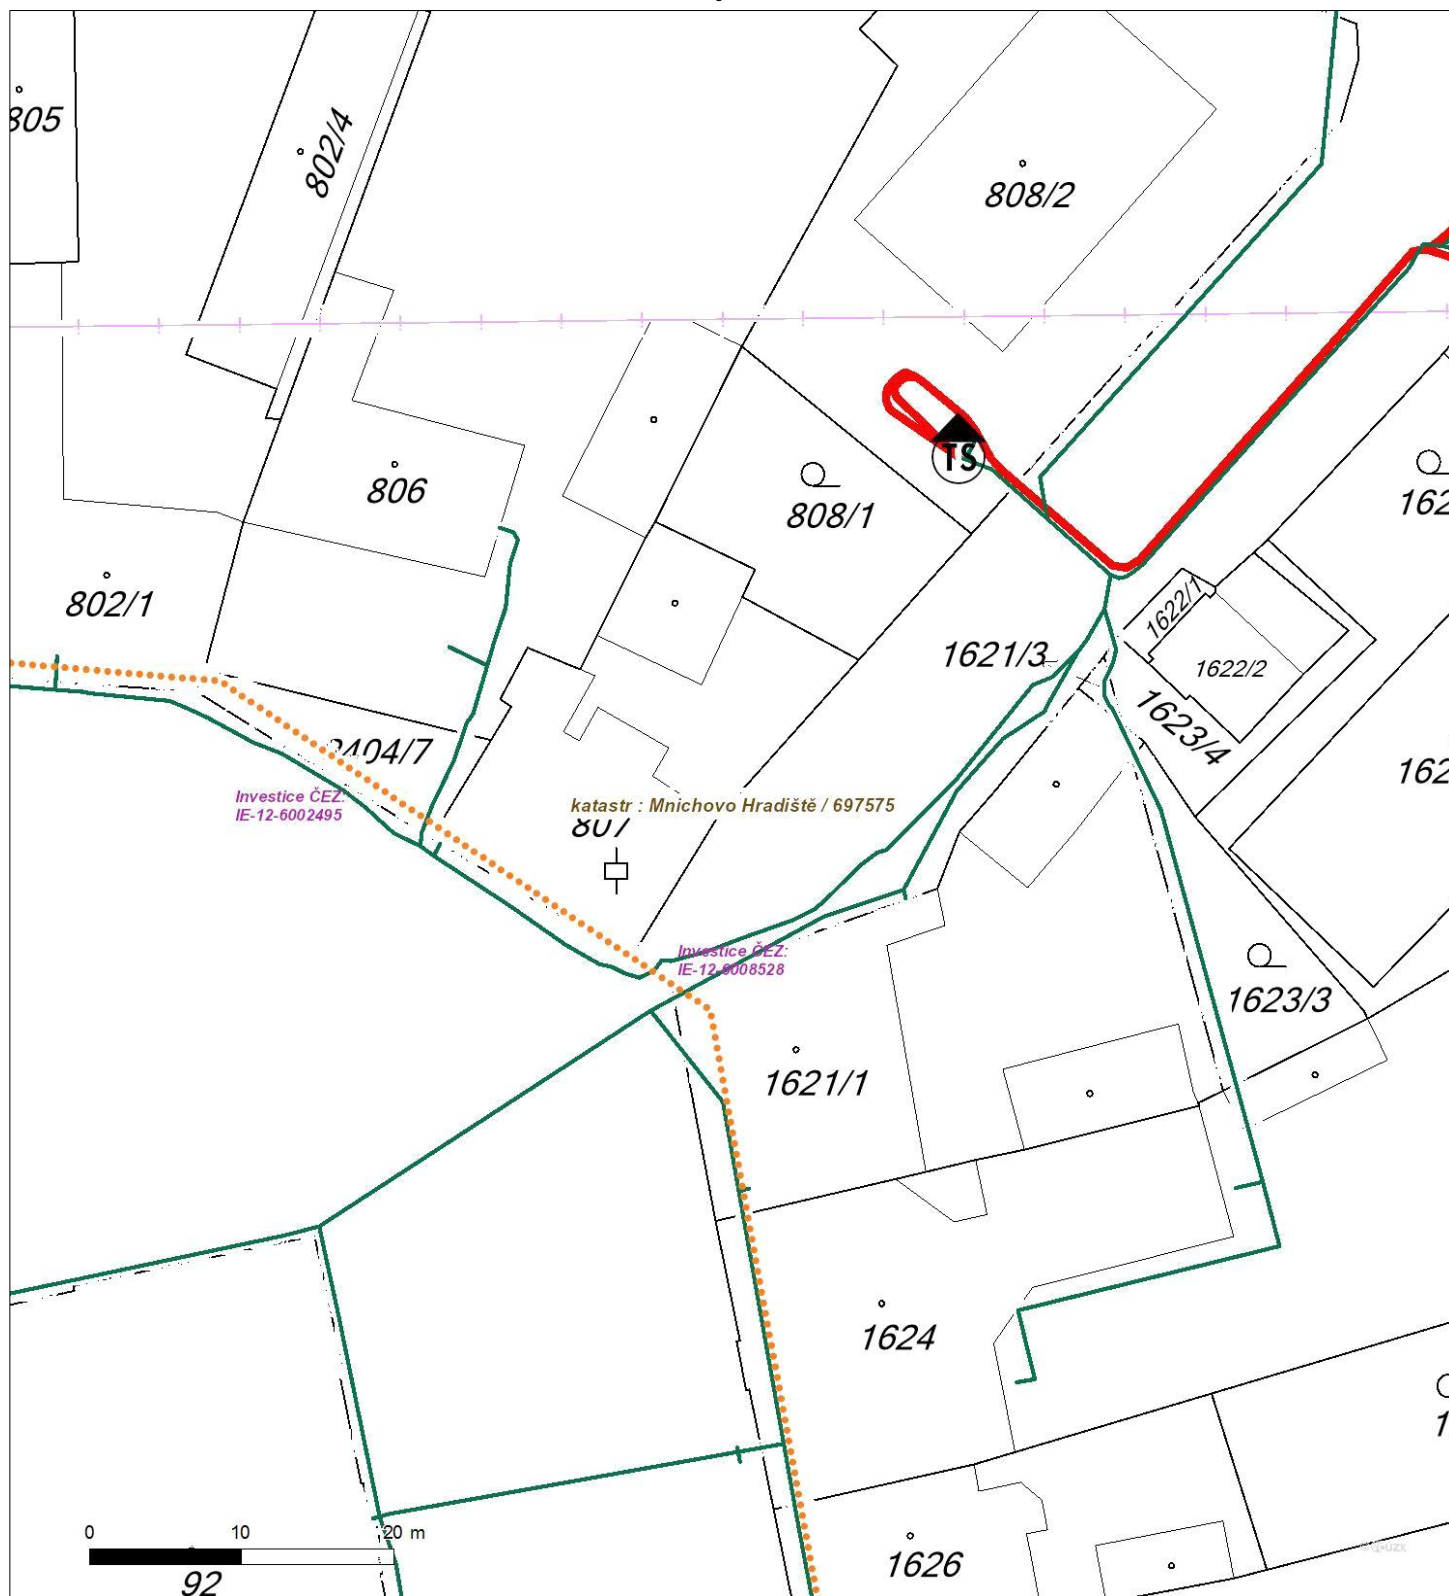 805
802/4
808/2
806
TS
808/1
162
802/1
1622/1
1621/3
1622/2
1623/4
2404/7
162
Investice ČEZ:
IE-12-6002495
katastr : Mnichovo Hradiště / 697575
807
Investice ČEZ:
IE-12-6008528
1623/3
1621/1
1624
1
0 10 20 m
1626
92